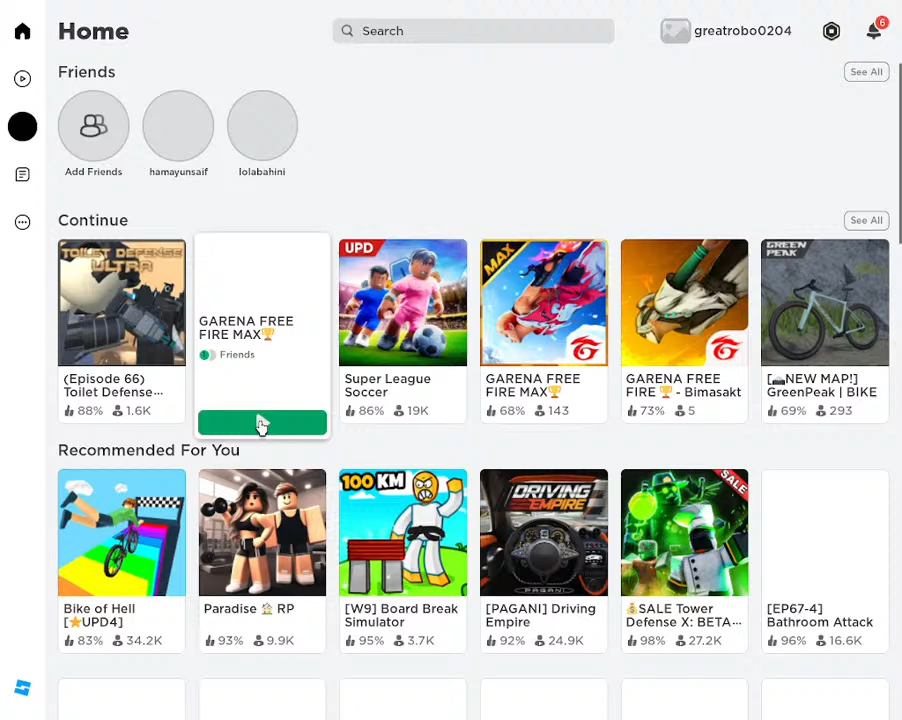 Home
Search
greatrobo0204
6
Friends
See All
Add Friends
hamayunsaif
lolabahini
Continue
See All
TOILET DEFENSE
ULTRA
(Episode 66)
Toilet Defense...
88% 1.6K
GARENA FREE
FIRE MAX🏆
Friends
UPD
Super League
Soccer
86% 19K
MAX
GARENA FREE
FIRE MAX🏆
68% 143
GARENA FREE
FIRE 🏆 - Bimasakt
73% 5
GREEN
PEAK
[📷NEW MAP!]
GreenPeak | BIKE
69% 293
Recommended For You
Bike of Hell
[⭐UPD4]
83% 34.2K
Paradise 🏠 RP
93% 9.9K
100 KM
[W9] Board Break
Simulator
95% 3.7K
DRIVING
EMPIRE
PAGANI
[PAGANI] Driving
Empire
92% 24.9K
SALE
💰SALE Tower
Defense X: BETA...
98% 27.2K
[EP67-4]
Bathroom Attack
96% 16.6K